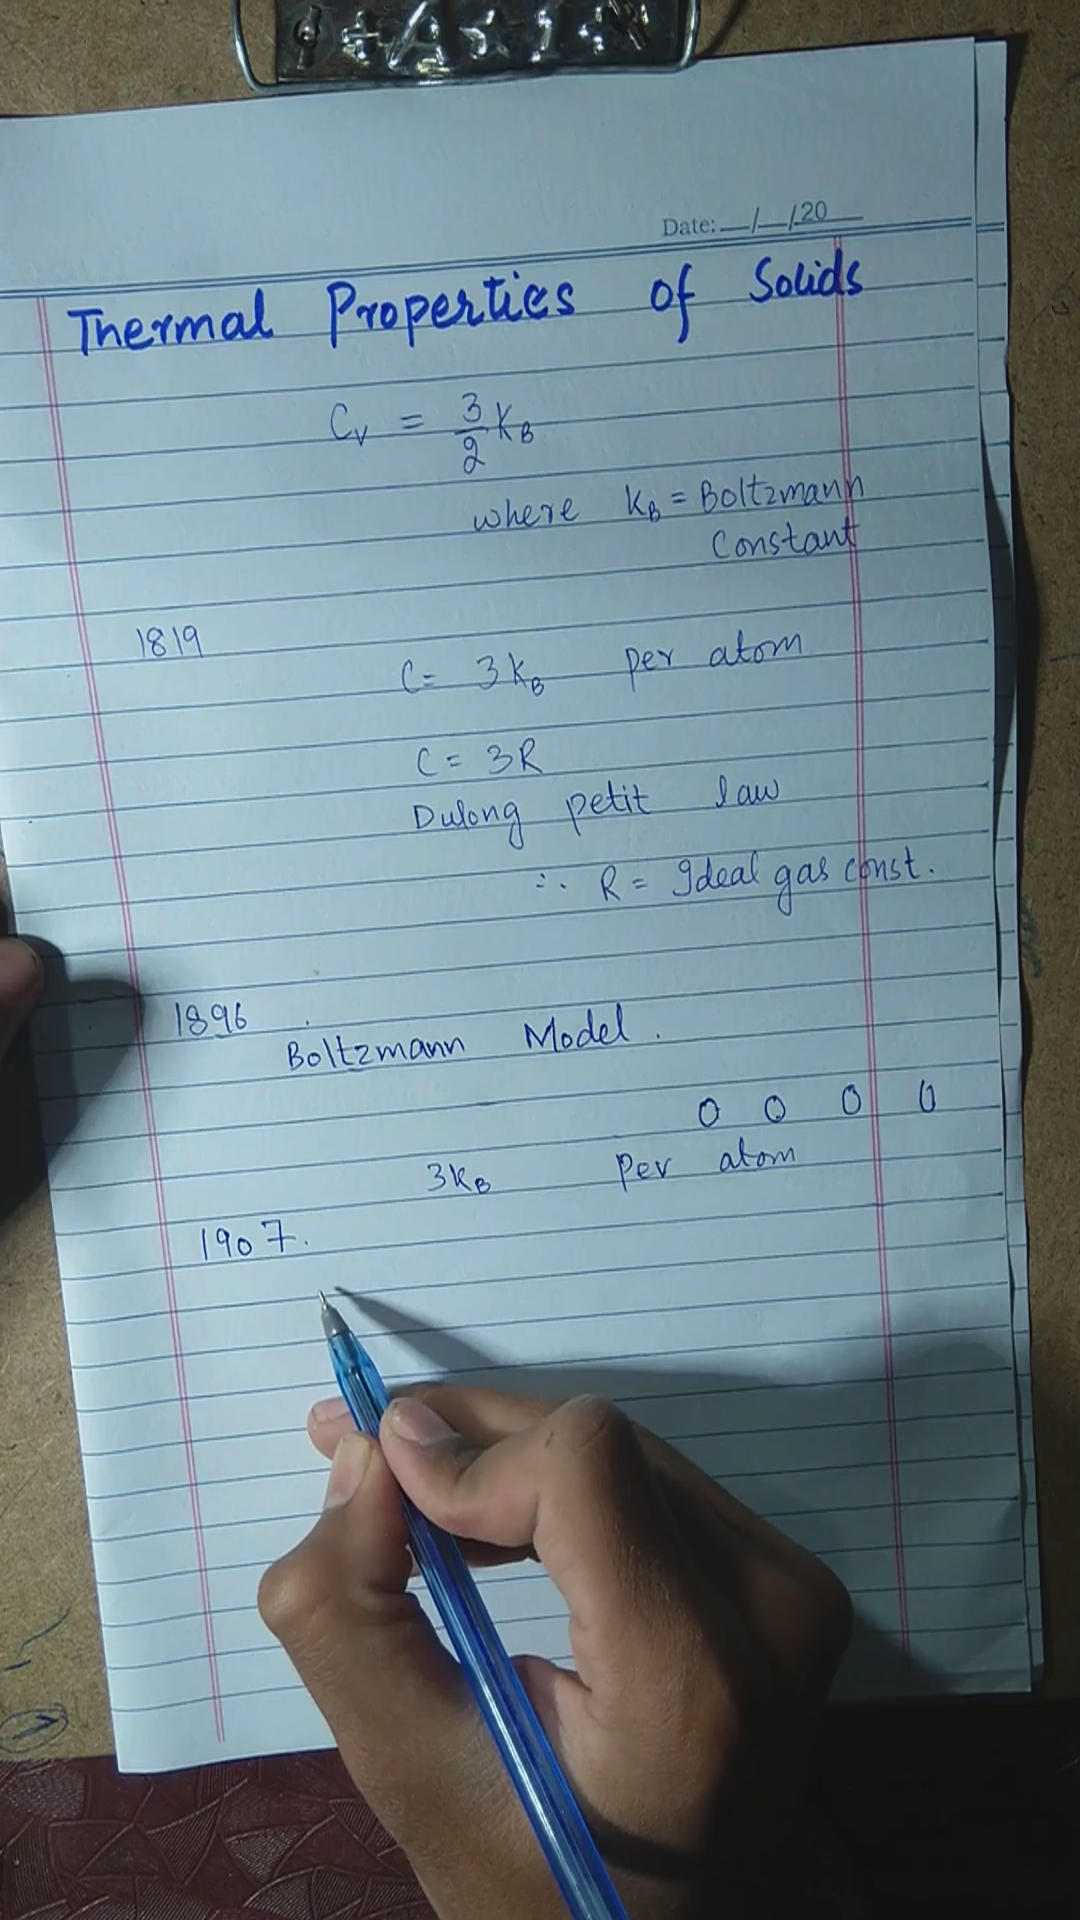 Date: __/__/20__
Thermal Properties of Solids
Cv = 3/2 KB
where KB = Boltzmann
Constant
1819
C = 3KB per atom
C = 3R
Dulong petit law
∴ R = Ideal gas const.
1896
Boltzmann Model.
0 0 0 0
3KB Per atom
1907.